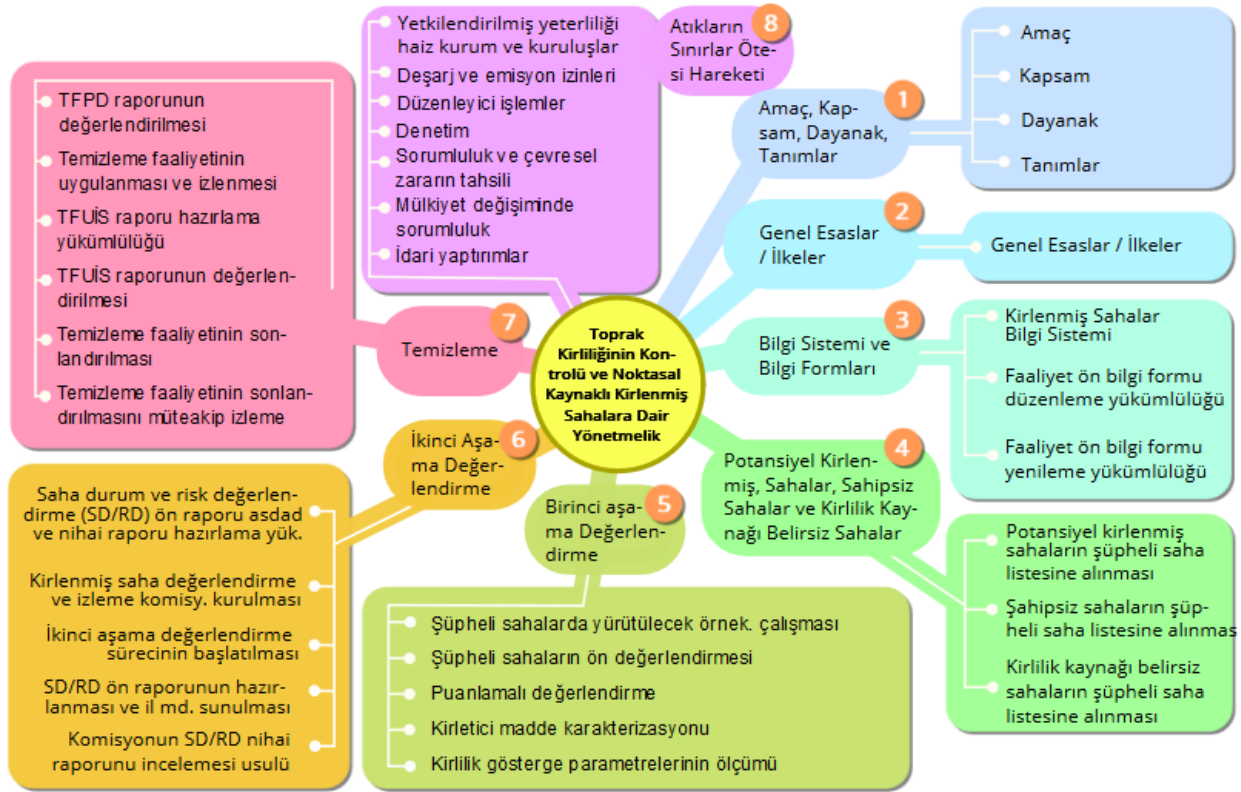 Toprak
Kirliliğinin Kon-
trolü ve Noktasal
Kaynaklı Kirlenmiş
Sahalara Dair
Yönetmelik
1
Amaç, Kap-
sam, Dayanak,
Tanımlar
Amaç
Kapsam
Dayanak
Tanımlar
2
Genel Esaslar
/ İlkeler
Genel Esaslar / İlkeler
3
Bilgi Sistemi ve
Bilgi Formları
Kirlenmiş Sahalar
Bilgi Sistemi
Faaliyet ön bilgi formu
düzenleme yükümlülüğü
Faaliyet ön bilgi formu
yenileme yükümlülüğü
4
Potansiyel Kirlen-
miş, Sahalar, Sahipsiz
Sahalar ve Kirlilik Kay-
nağı Belirsiz Sahalar
Potansiyel kirlenmiş
sahaların şüpheli saha
listesine alınması
Şahipsiz sahaların şüp-
heli saha listesine alınmas
Kirlilik kaynağı belirsiz
sahaların şüpheli saha
listesine alınması
5
Birinci aşa-
ma Değerlen-
dirme
Şüpheli sahalarda yürütülecek örnek. çalışması
Şüpheli sahaların ön değerlendirmesi
Puanlamalı değerlendirme
Kirletici madde karakterizasyonu
Kirlilik gösterge parametrelerinin ölçümü
6
İkinci Aşa-
ma Değer-
lendirme
Saha durum ve risk değerlen-
dirme (SD/RD) ön raporu asdad
ve nihai raporu hazırlama yük.
Kirlenmiş saha değerlendirme
ve izleme komisy. kurulması
İkinci aşama değerlendirme
sürecinin başlatılması
SD/RD ön raporunun hazır-
lanması ve il md. sunulması
Komisyonun SD/RD nihai
raporunu incelemesi usulü
7
Temizleme
TFPD raporunun
değerlendirilmesi
Temizleme faaliyetinin
uygulanması ve izlenmesi
TFUİS raporu hazırlama
yükümlülüğü
TFUİS raporunun değerlen-
dirilmesi
Temizleme faaliyetinin son-
landırılması
Temizleme faaliyetinin sonlan-
dırılmasını müteakip izleme
8
Atıkların
Sınırlar Öte-
si Hareketi
Yetkilendirilmiş yeterliliği
haiz kurum ve kuruluşlar
Deşarj ve emisyon izinleri
Düzenleyici işlemler
Denetim
Sorumluluk ve çevresel
zararın tahsili
Mülkiyet değişiminde
sorumluluk
İdari yaptırımlar